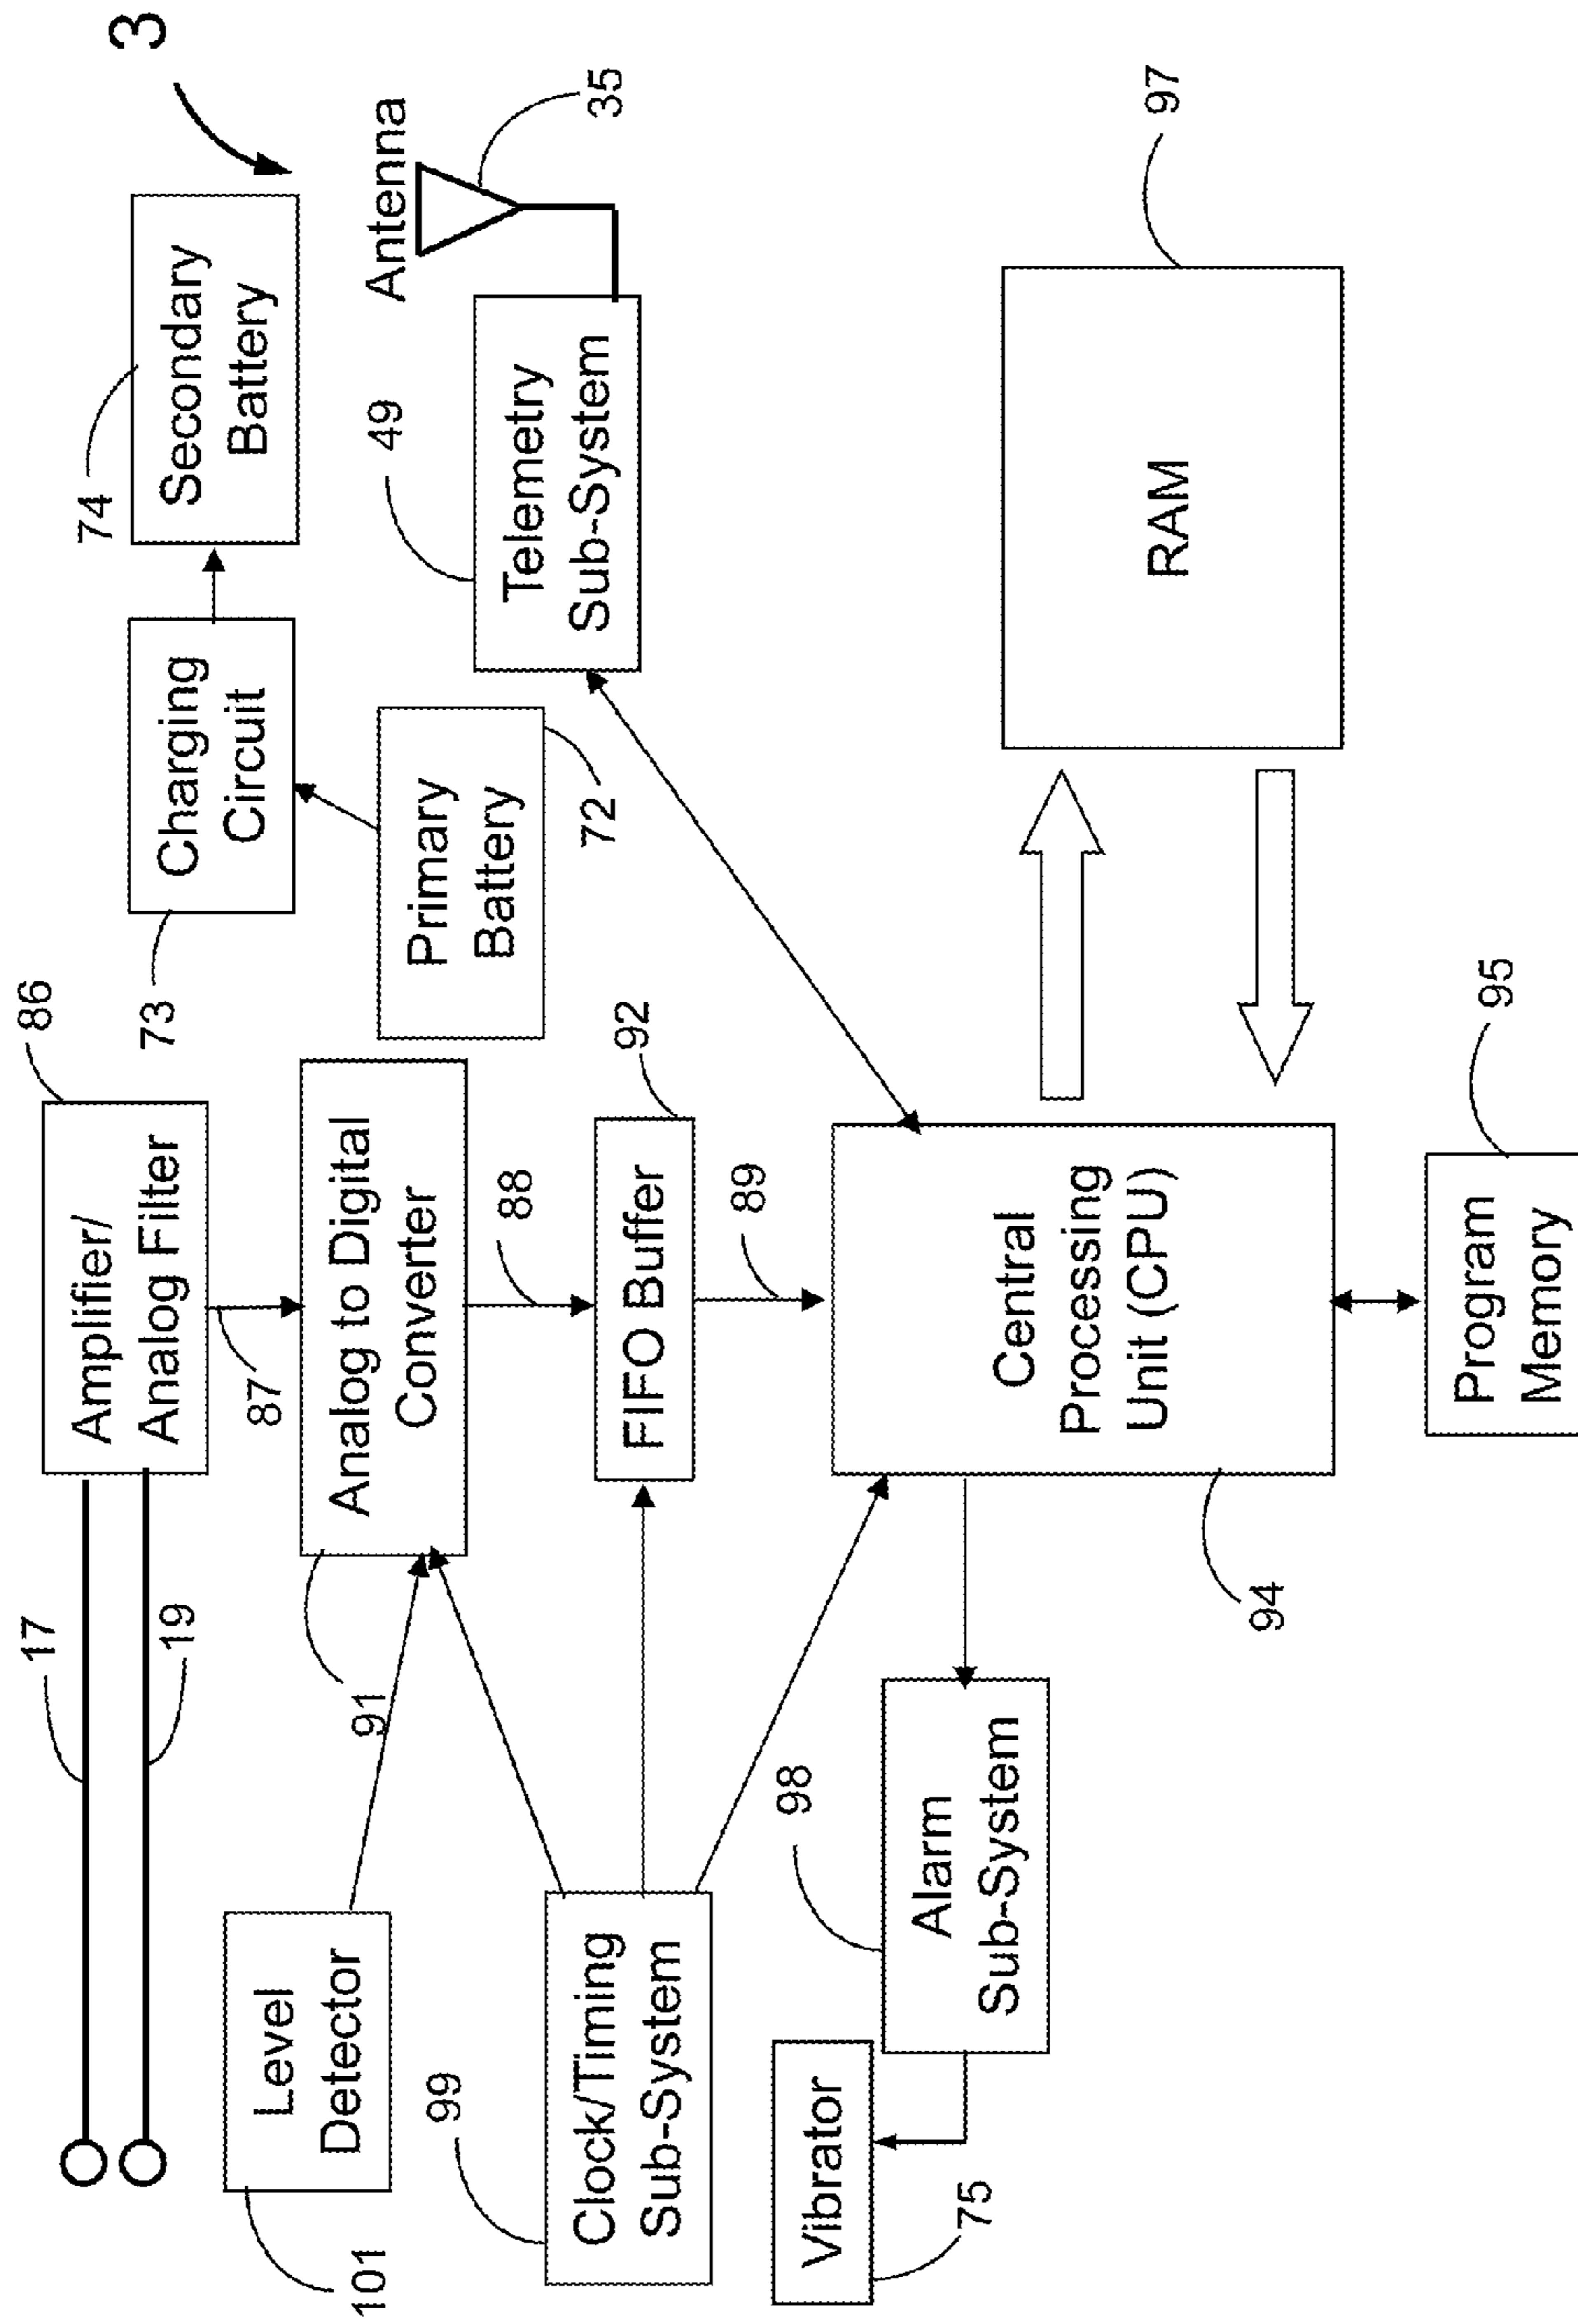 3
17
19
Amplifier/
Analog Filter
86
87
73
Charging
Circuit
74
Secondary
Battery
101
Level
Detector
91
Analog to Digital
Converter
Primary
Battery
72
Antenna
35
88
49
Telemetry
Sub-System
99
Clock/Timing
Sub-System
FIFO Buffer
92
89
Vibrator
75
98
Alarm
Sub-System
Central
Processing
Unit (CPU)
94
RAM
97
Program
Memory
95